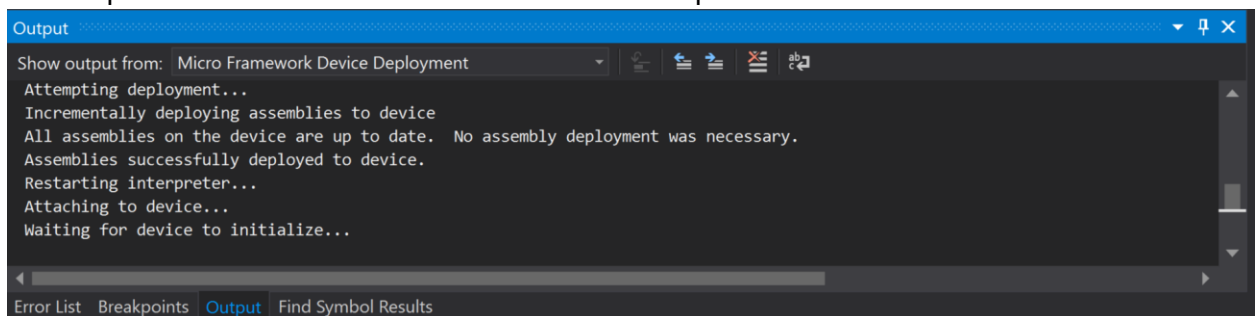 Output
Show output from: Micro Framework Device Deployment
Attempting deployment...
Incrementally deploying assemblies to device
All assemblies on the device are up to date.  No assembly deployment was necessary.
Assemblies successfully deployed to device.
Restarting interpreter...
Attaching to device...
Waiting for device to initialize...
Error List Breakpoints Output Find Symbol Results